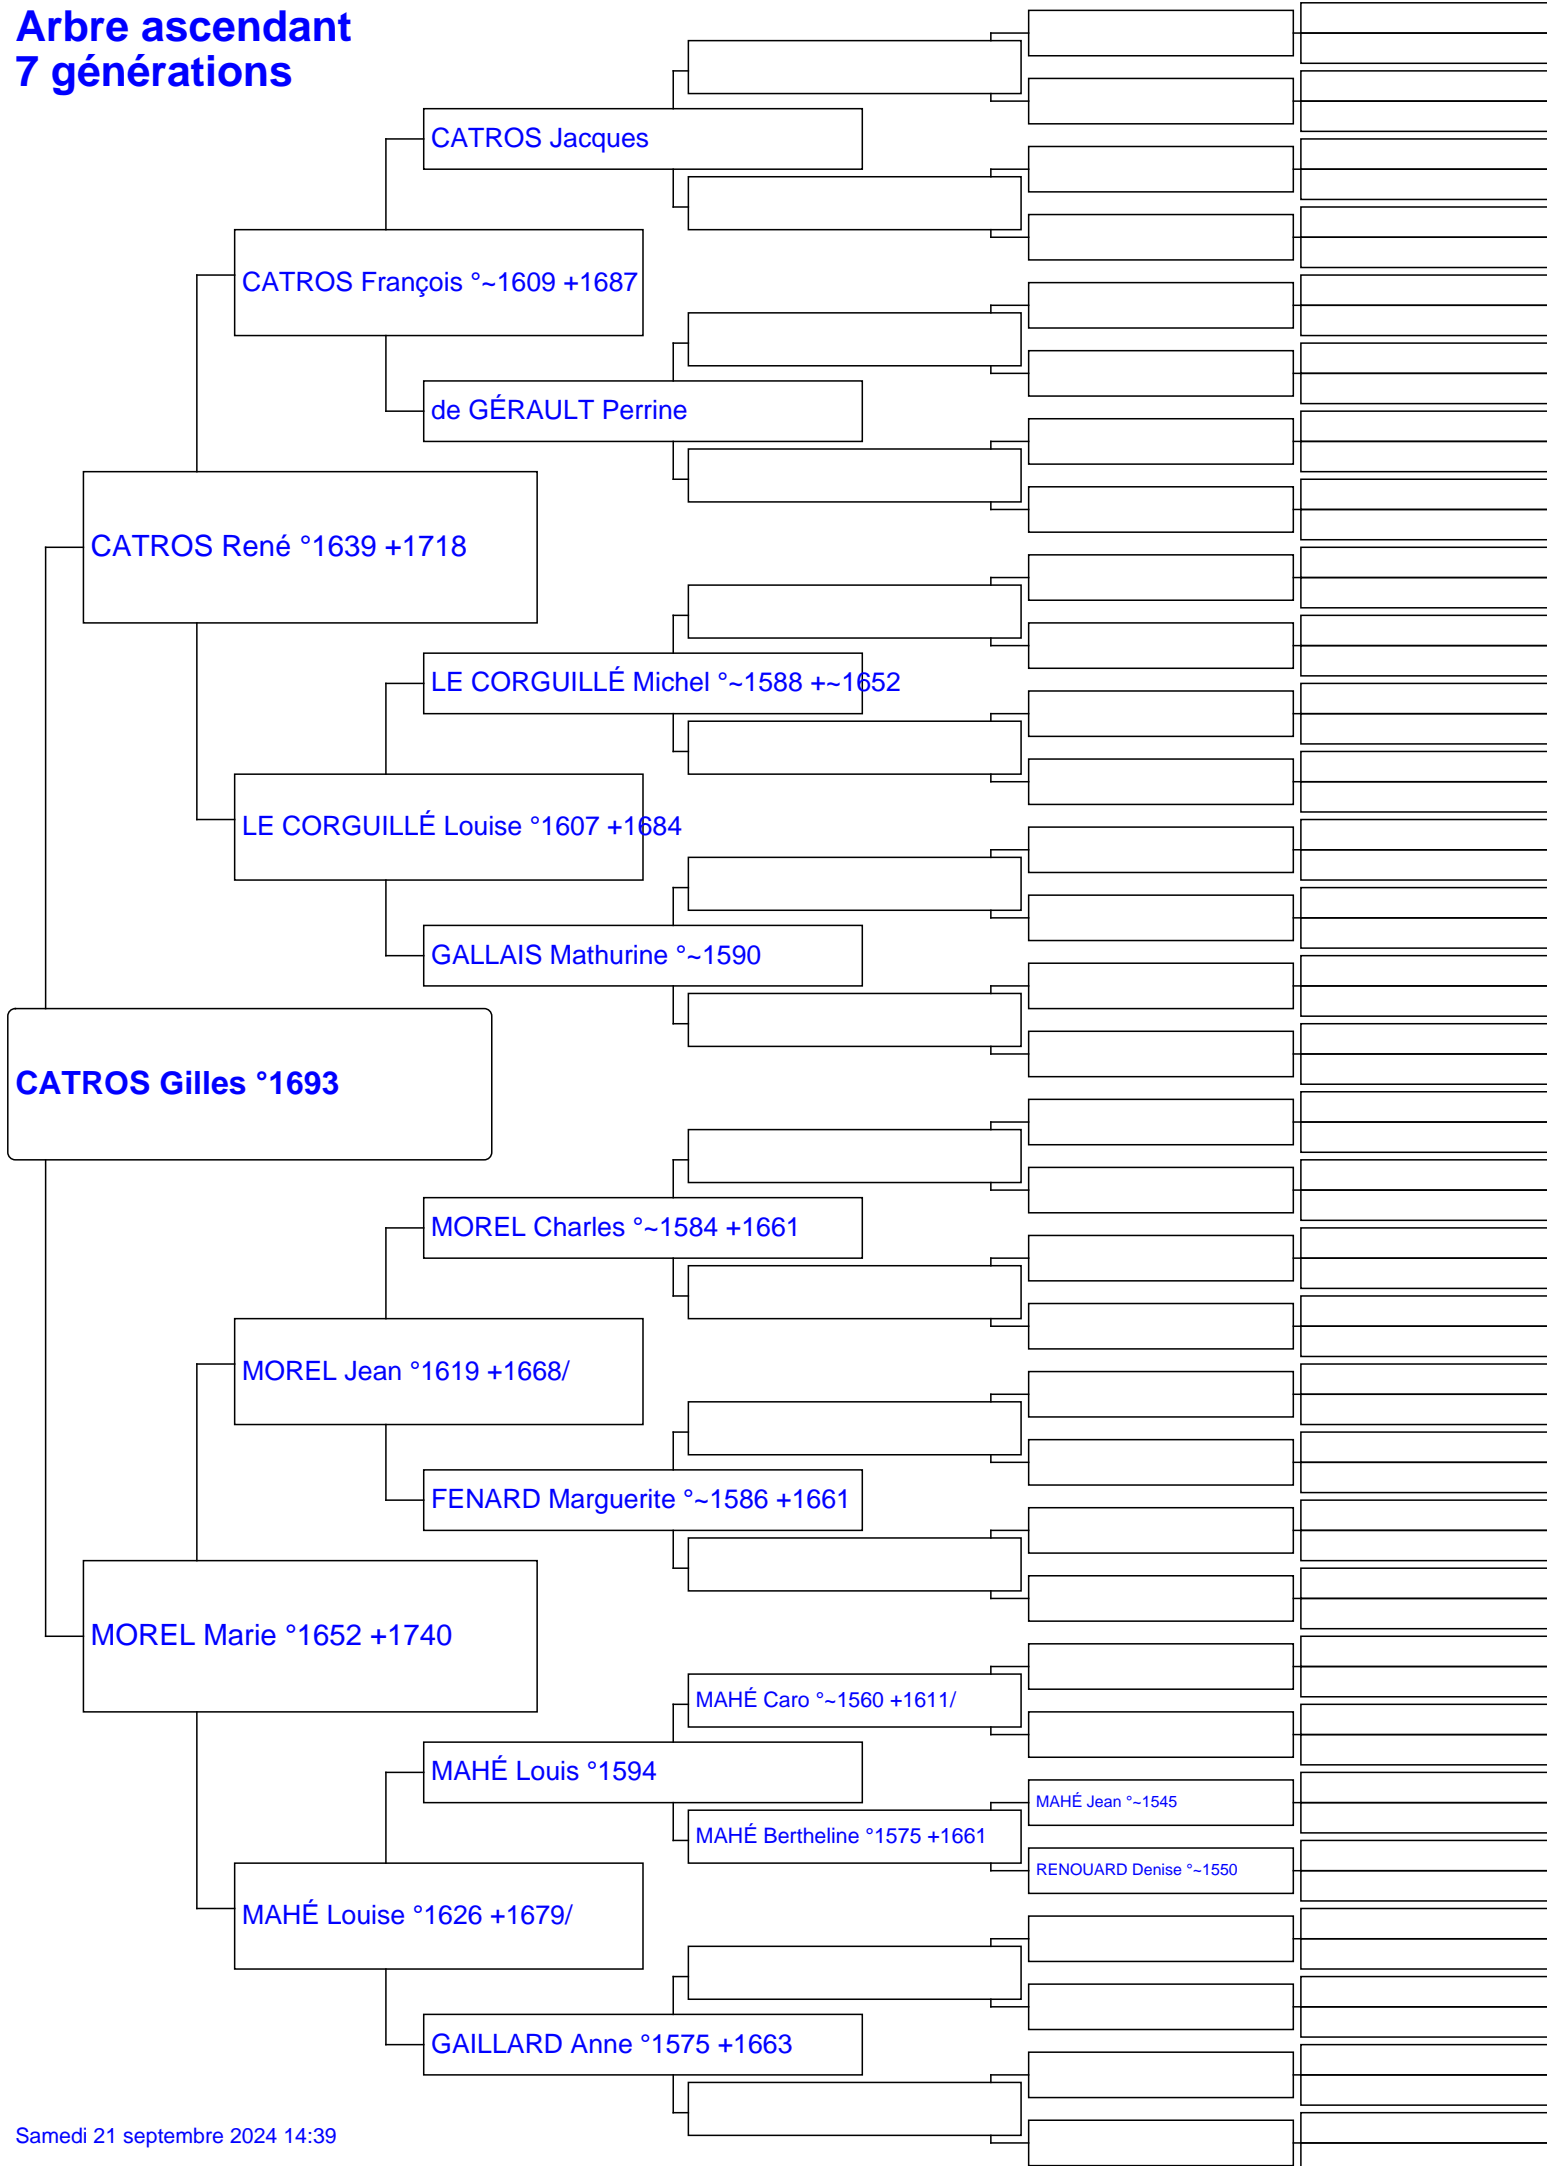 Arbre ascendant
7 générations
CATROS Jacques
CATROS François °~1609 +1687
de GÉRAULT Perrine
CATROS René °1639 +1718
LE CORGUILLÉ Michel °~1588 +~1652
LE CORGUILLÉ Louise °1607 +1684
GALLAIS Mathurine °~1590
CATROS Gilles °1693
MOREL Charles °~1584 +1661
MOREL Jean °1619 +1668/
FENARD Marguerite °~1586 +1661
MOREL Marie °1652 +1740
MAHÉ Caro °~1560 +1611/
MAHÉ Louis °1594
MAHÉ Jean °~1545
MAHÉ Bertheline °1575 +1661
RENOUARD Denise °~1550
MAHÉ Louise °1626 +1679/
GAILLARD Anne °1575 +1663
Samedi 21 septembre 2024 14:39